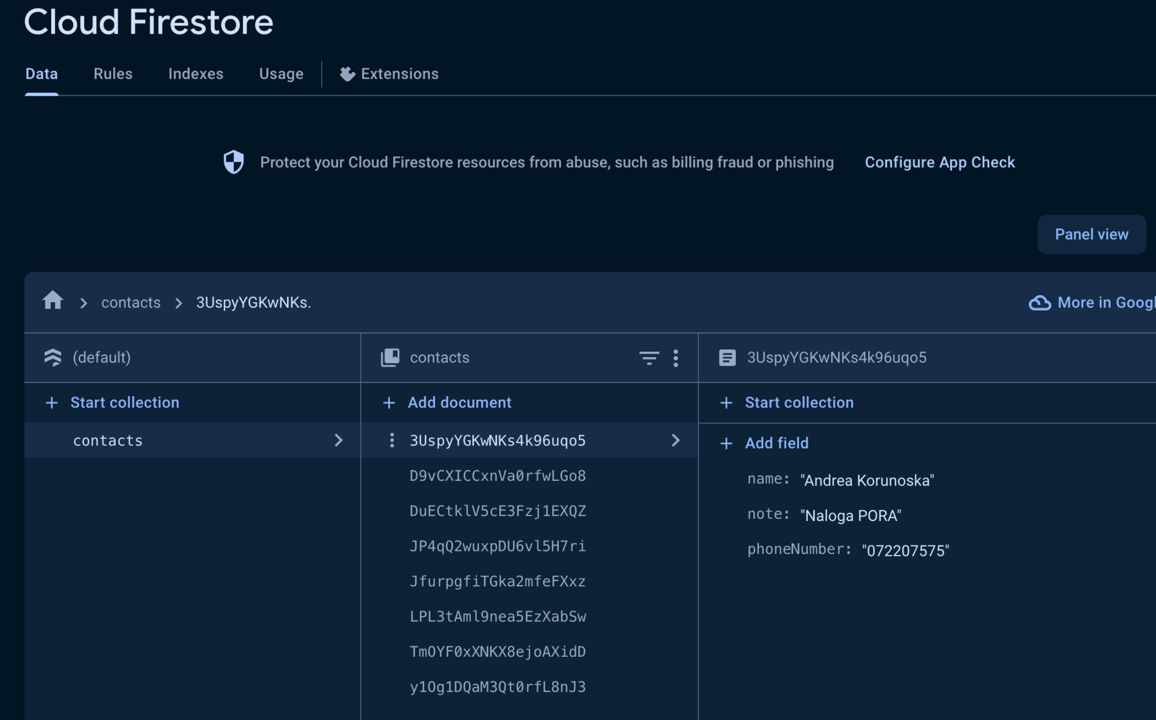 Cloud Firestore
Data Rules Indexes Usage Extensions
Protect your Cloud Firestore resources from abuse, such as billing fraud or phishing Configure App Check
Panel view
contacts 3UspyYGKwNKs. More in Googl
(default) contacts 3UspyYGKwNKs4k96uqo5
+ Start collection + Add document + Start collection
contacts 3UspyYGKwNKs4k96uqo5 + Add field
D9vCXICCxnVa0rfwLGo8 name: "Andrea Korunoska"
DuECtklV5cE3Fzj1EXQZ note: "Naloga PORA"
JP4qQ2wuxpDU6vl5H7ri phoneNumber: "072207575"
JfurpgfiTGka2mfeFXxz
LPL3tAml9nea5EzXabSw
TmOYF0xXNKX8ejoAXidD
y1Og1DQaM3Qt0rfL8nJ3